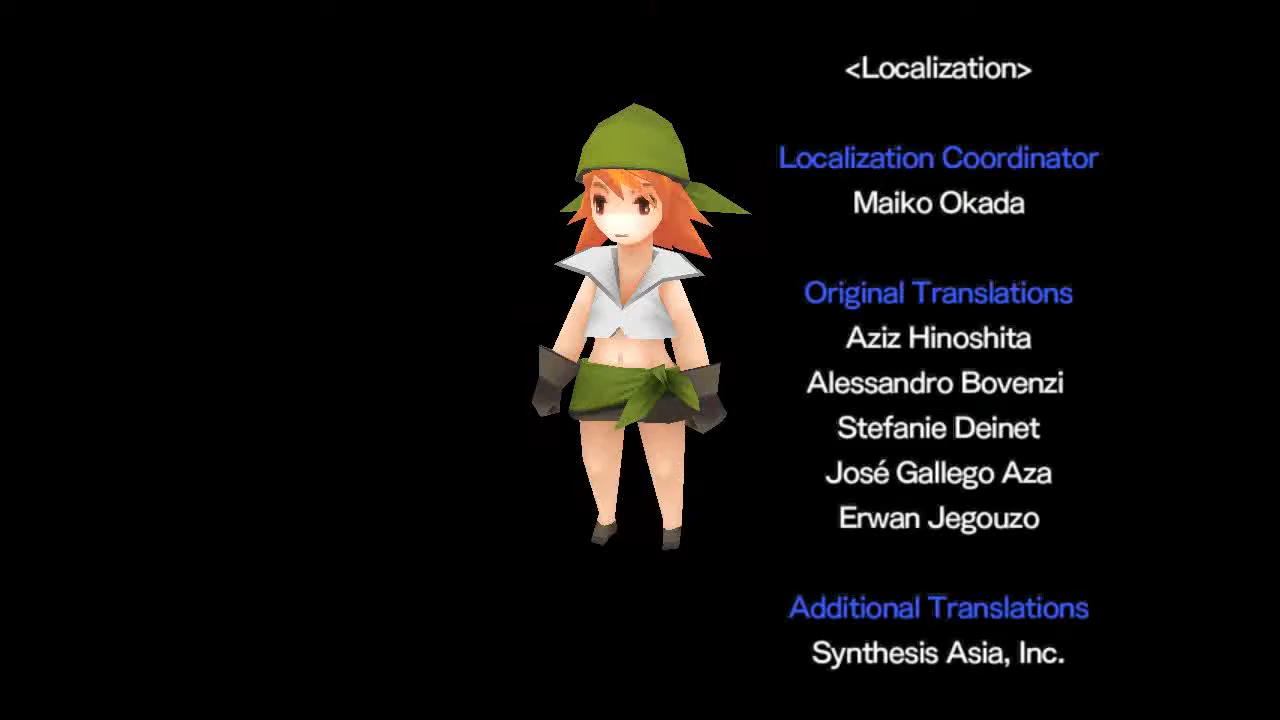 <Localization>
Localization Coordinator
Maiko Okada
Original Translations
Aziz Hinoshita
Alessandro Bovenzi
Stefanie Deinet
José Gallego Aza
Erwan Jegouzo
Additional Translations
Synthesis Asia, Inc.